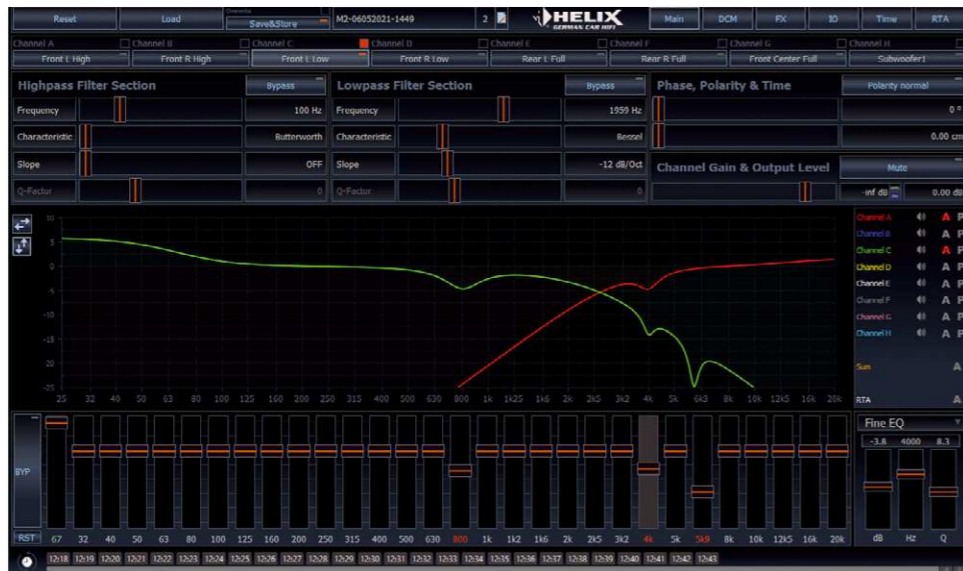 Reset Load Overwrite Save&Store M2-06052021-1449 2 HELIX GERMAN CAR HIFI Main DCM FX IO Time RTA
Channel A Channel B Channel C Channel D Channel E Channel F Channel G Channel H
Front L High Front R High Front L Low Front R Low Rear L Full Rear R Full Front Center Full Subwoofer1
Highpass Filter Section Bypass Lowpass Filter Section Bypass Phase, Polarity & Time Polarity normal
Frequency 100 Hz Frequency 1959 Hz 0 °
Characteristic Butterworth Characteristic Bessel 0.00 cm
Slope OFF Slope -12 dB/Oct Channel Gain & Output Level Mute
Q-Factor 0 Q-Factor 0 -inf dB 0.00 dB
10
5
0
-5
-10
-15
-20
-25
25 32 40 50 63 80 100 125 160 200 250 315 400 500 630 800 1k 1k25 1k6 2k 2k5 3k2 4k 5k 6k3 8k 10k 12k5 16k 20k
Channel A A P
Channel B A P
Channel C A P
Channel D A P
Channel E A P
Channel F A P
Channel G A P
Channel H A P
Sum A
RTA A
BYP
RST 67 32 40 50 63 80 100 125 160 200 250 315 400 500 630 800 1k 1k2 1k6 2k 2k5 3k2 4k 5k 5k9 8k 10k 12k5 16k 20k
Fine EQ
-3.8 4000 8.3
dB Hz Q
12:18 12:19 12:20 12:21 12:22 12:23 12:24 12:25 12:26 12:27 12:28 12:29 12:30 12:31 12:32 12:33 12:34 12:35 12:36 12:37 12:38 12:39 12:40 12:41 12:42 12:43